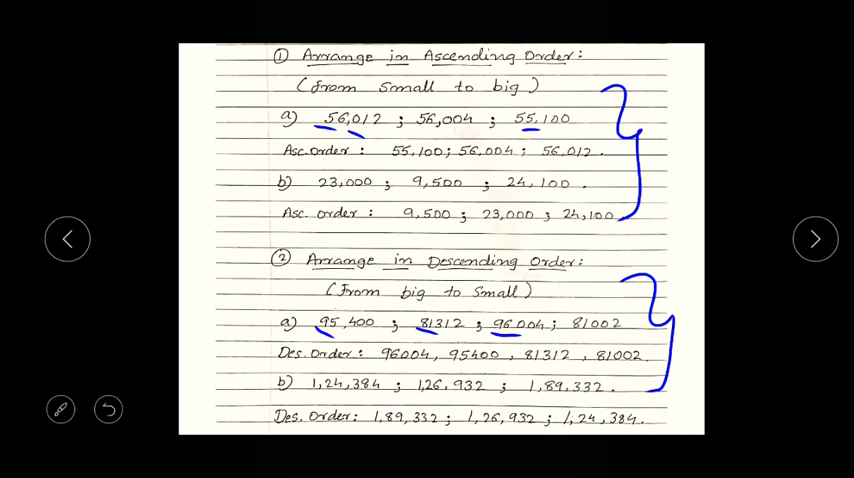 ① Arrange in Ascending Order:
(from small to big)
a) 56,012 ; 56,004 ; 55,100
Asc.order : 55,100; 56,004 ; 56,012.
b) 23,000 ; 9,500 ; 24,100.
Asc. order : 9,500 ; 23,000 ; 24,100
② Arrange in Descending Order:
(From big to small)
a) 95,400 ; 81312 ; 96004; 81002
Des.Order : 96004, 95400 , 81312 , 81002.
b) 1,24,384 ; 1,26,932 ; 1,89,332.
Des. Order: 1,89,332 ; 1,26,932 ; 1,24,384.